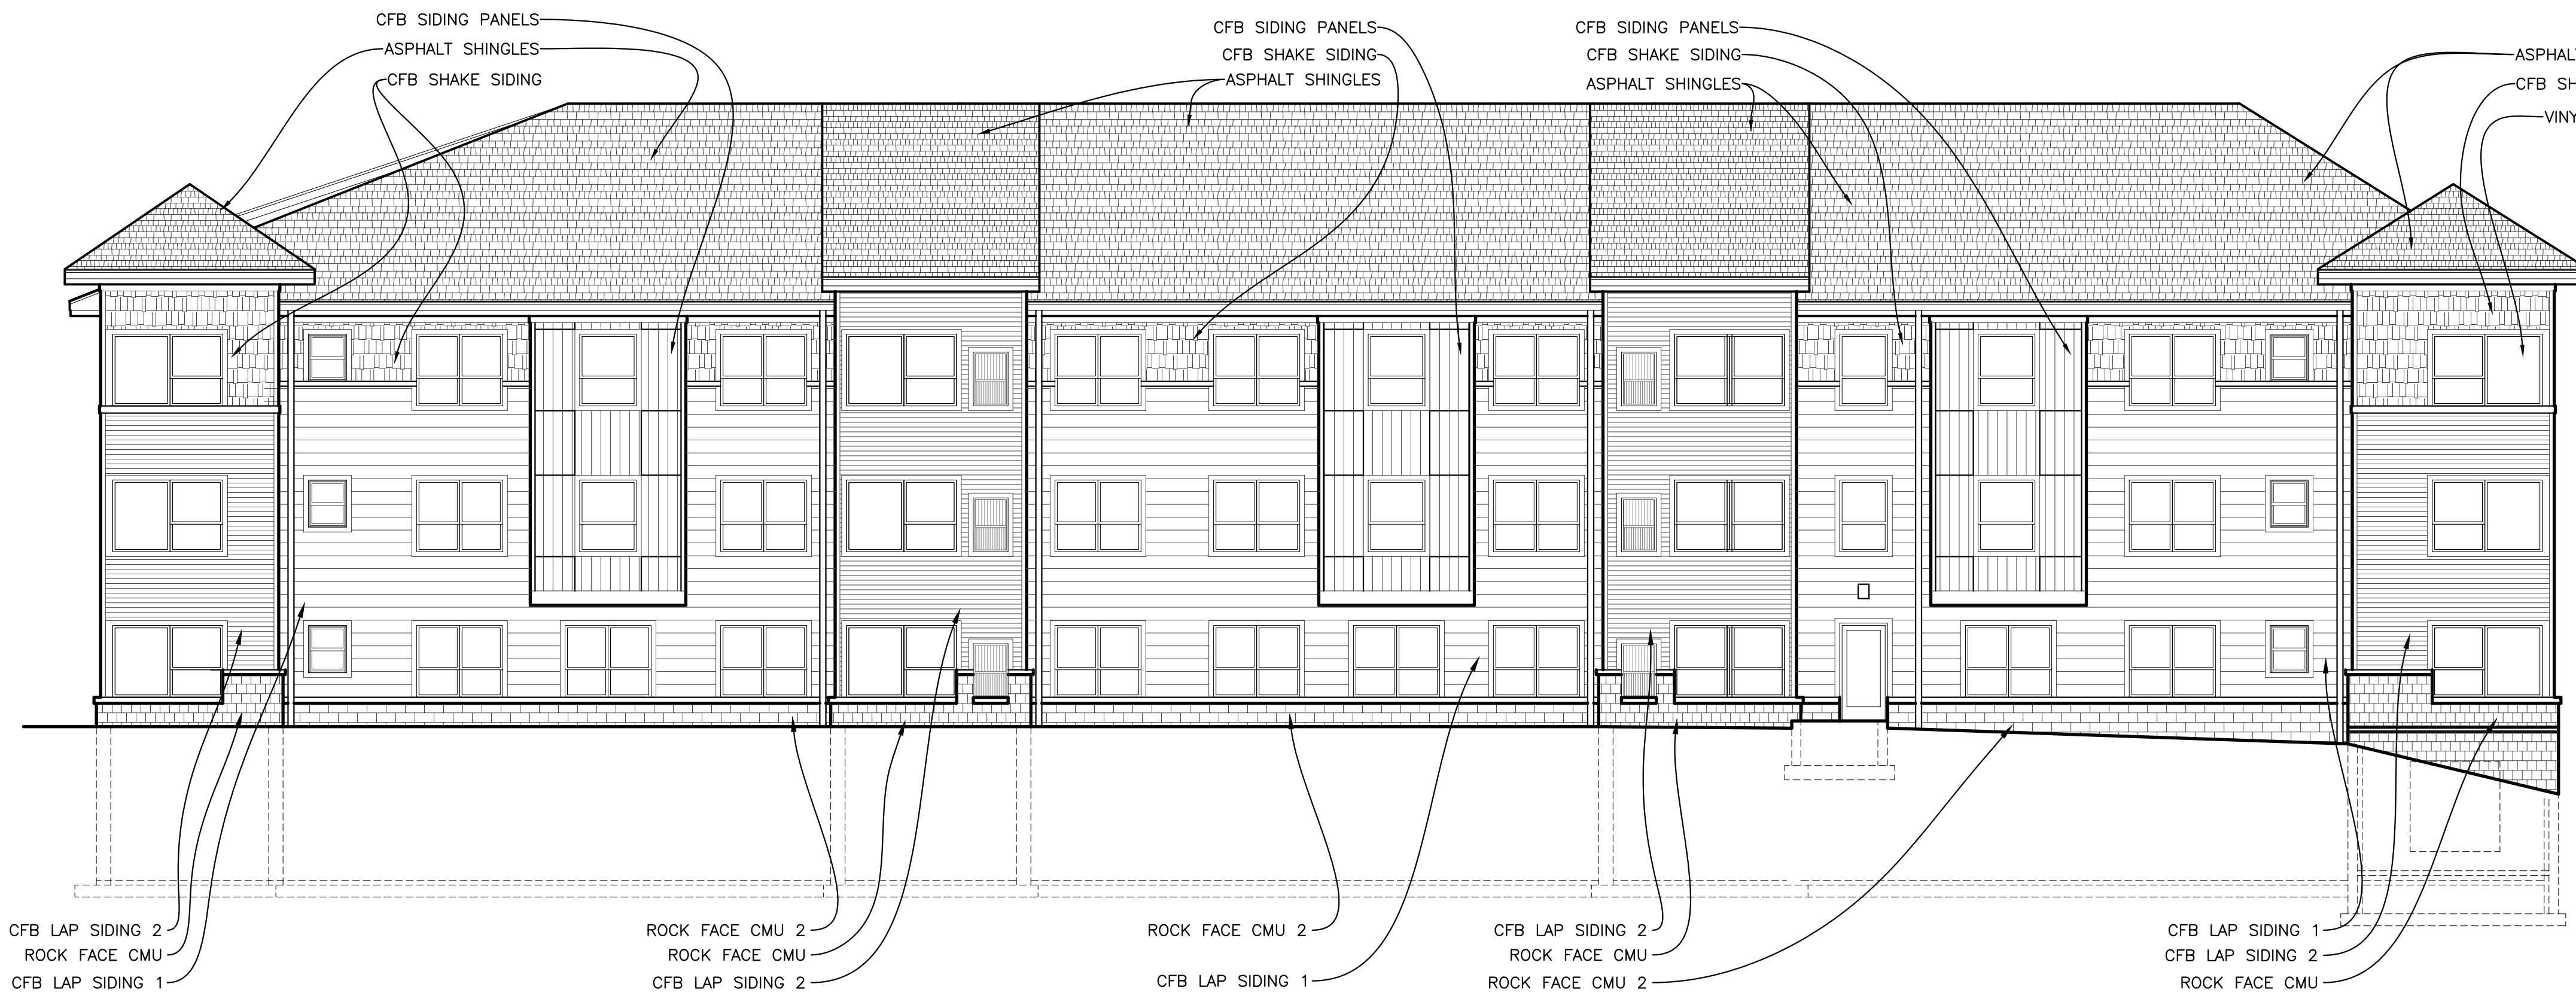 CFB SIDING PANELS
ASPHALT SHINGLES
CFB SHAKE SIDING
CFB SIDING PANELS
CFB SHAKE SIDING
ASPHALT SHINGLES
CFB SIDING PANELS
CFB SHAKE SIDING
ASPHALT SHINGLES
CFB
CFB LAP SIDING 2
ROCK FACE CMU
CFB LAP SIDING 1
ROCK FACE CMU 2
ROCK FACE CMU
CFB LAP SIDING 2
ROCK FACE CMU 2
CFB LAP SIDING 1
CFB LAP SIDING 2
ROCK FACE CMU
ROCK FACE CMU 2
CFB LAP SIDING 1
CFB LAP SIDING 2
ROCK FACE CMU